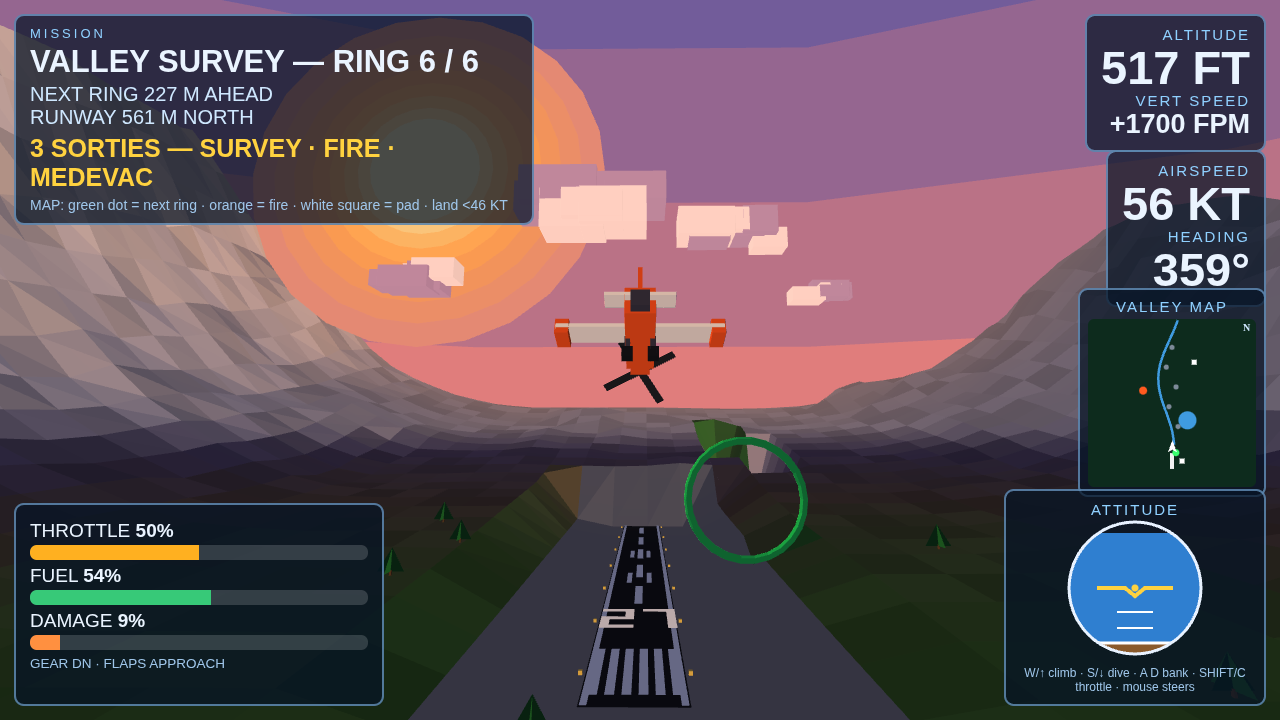 MISSION
VALLEY SURVEY — RING 6 / 6
NEXT RING 227 M AHEAD
RUNWAY 561 M NORTH
3 SORTIES — SURVEY · FIRE ·
MEDEVAC
MAP: green dot = next ring · orange = fire · white square = pad · land <46 KT
ALTITUDE
517 FT
VERT SPEED
+1700 FPM
AIRSPEED
56 KT
HEADING
359°
VALLEY MAP
N
THROTTLE 50%
FUEL 54%
DAMAGE 9%
GEAR DN · FLAPS APPROACH
ATTITUDE
W/↑ climb · S/↓ dive · A D bank · SHIFT/C
throttle · mouse steers